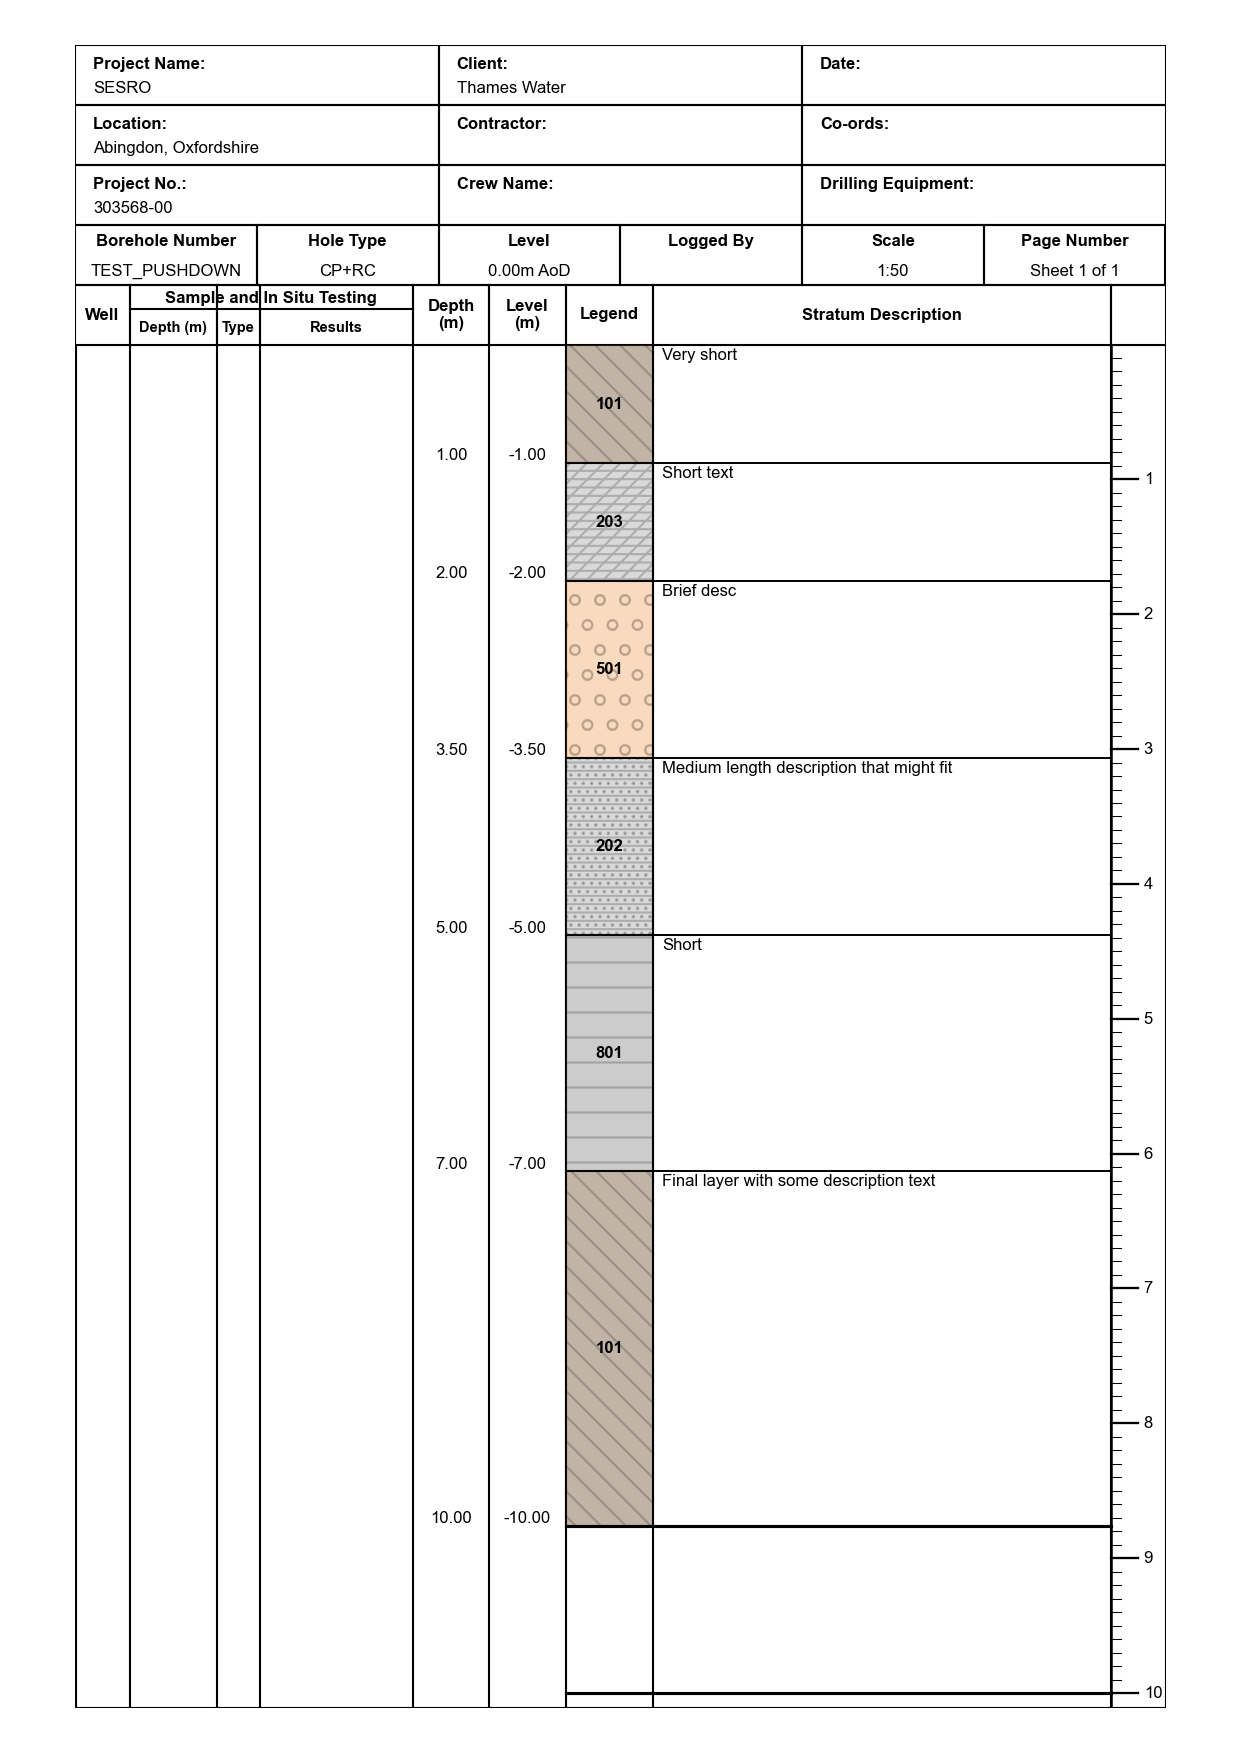 Project Name:
SESRO
Client:
Thames Water
Date:
Location:
Abingdon, Oxfordshire
Contractor:
Co-ords:
Project No.:
303568-00
Crew Name:
Drilling Equipment:
Borehole Number
TEST_PUSHDOWN
Hole Type
CP+RC
Level
0.00m AoD
Logged By
Scale
1:50
Page Number
Sheet 1 of 1
Well
Sample and In Situ Testing
Depth (m)
Type
Results
Depth
(m)
Level
(m)
Legend
Stratum Description
Very short
101
1.00
-1.00
Short text
1
203
2.00
-2.00
Brief desc
2
501
3.50
-3.50
3
Medium length description that might fit
202
4
5.00
-5.00
Short
5
801
6
7.00
-7.00
Final layer with some description text
7
101
8
10.00
-10.00
9
10